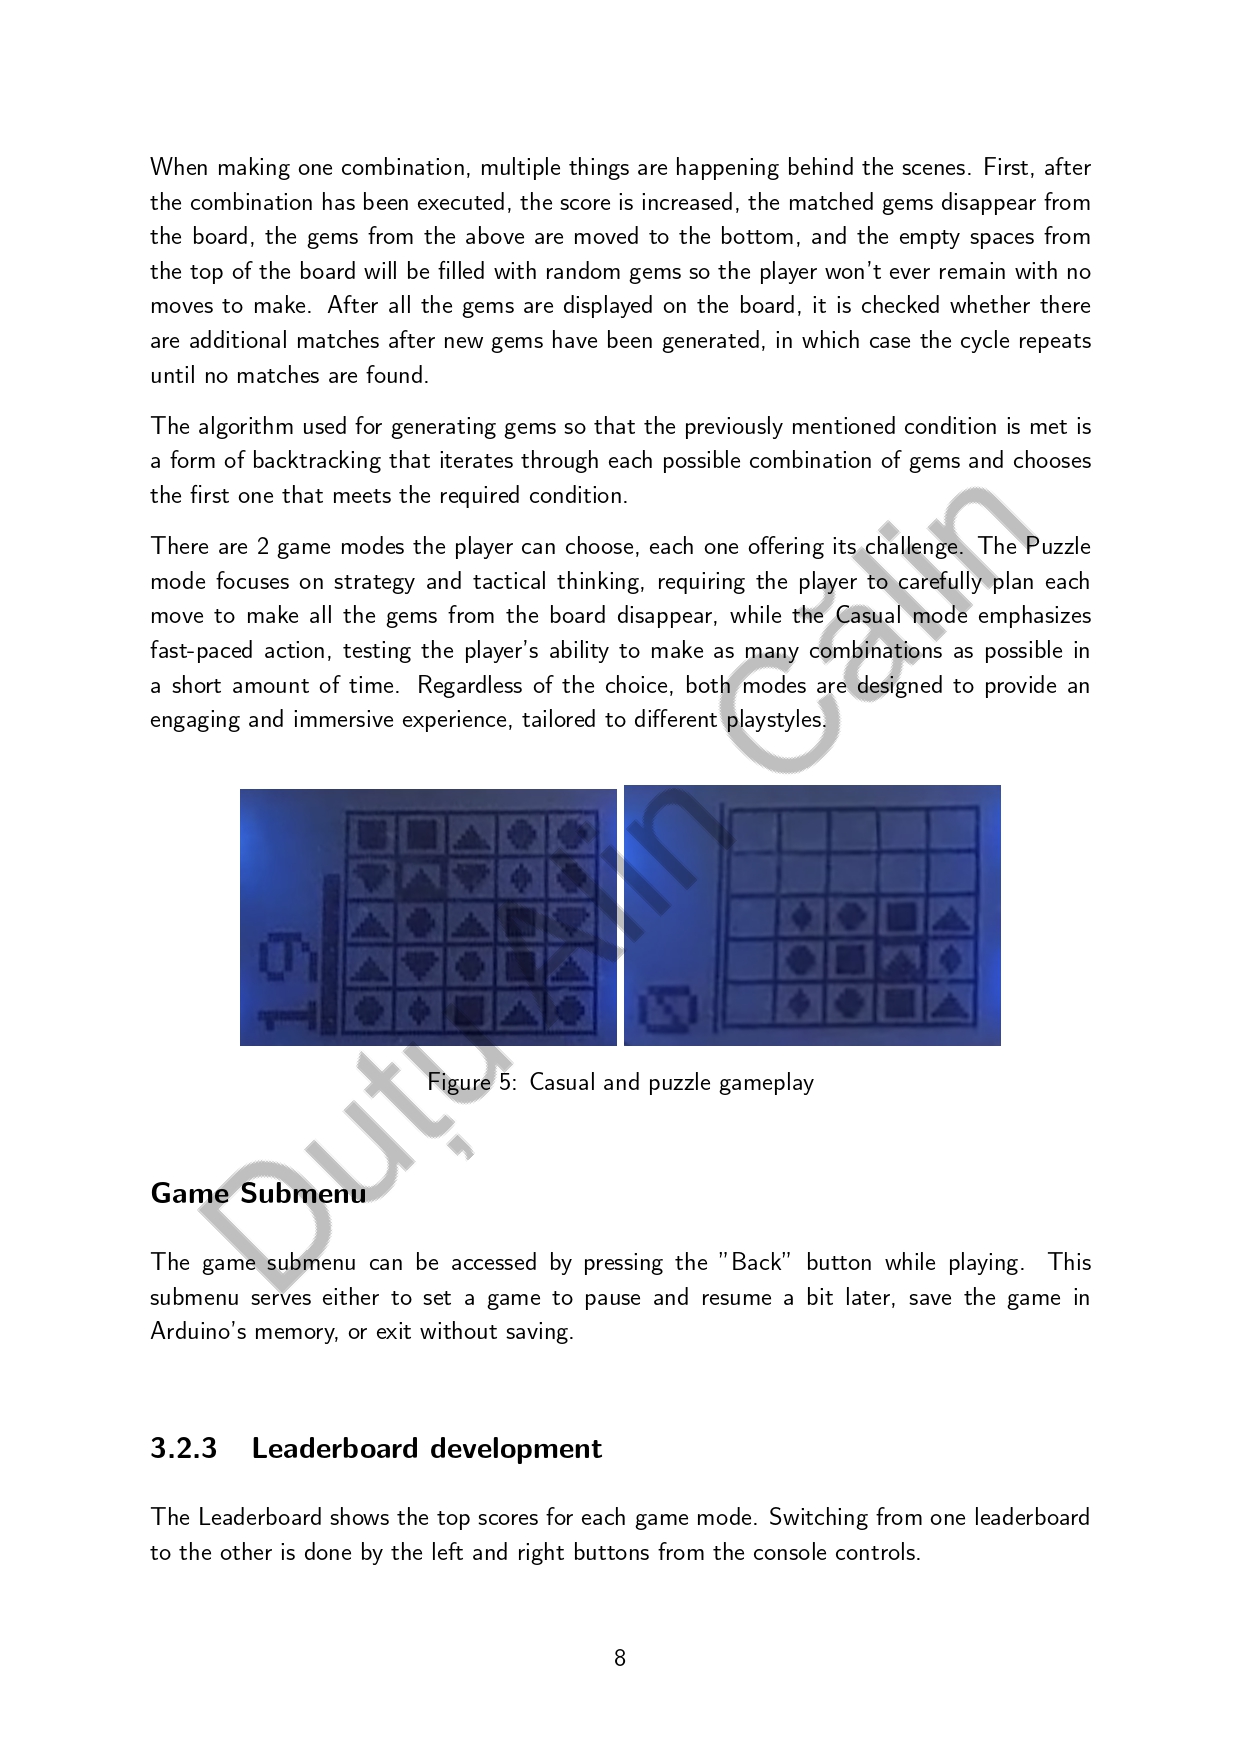 When making one combination, multiple things are happening behind the scenes. First, after
the combination has been executed, the score is increased, the matched gems disappear from
the board, the gems from the above are moved to the bottom, and the empty spaces from
the top of the board will be filled with random gems so the player won't ever remain with no
moves to make. After all the gems are displayed on the board, it is checked whether there
are additional matches after new gems have been generated, in which case the cycle repeats
until no matches are found.
The algorithm used for generating gems so that the previously mentioned condition is met is
a form of backtracking that iterates through each possible combination of gems and chooses
the first one that meets the required condition.
There are 2 game modes the player can choose, each one offering its challenge. The Puzzle
mode focuses on strategy and tactical thinking, requiring the player to carefully plan each
move to make all the gems from the board disappear, while the Casual mode emphasizes
fast-paced action, testing the player's ability to make as many combinations as possible in
a short amount of time. Regardless of the choice, both modes are designed to provide an
engaging and immersive experience, tailored to different playstyles.
19
0
Figure 5: Casual and puzzle gameplay
Game Submenu
The game submenu can be accessed by pressing the ”Back” button while playing. This
submenu serves either to set a game to pause and resume a bit later, save the game in
Arduino's memory, or exit without saving.
3.2.3 Leaderboard development
The Leaderboard shows the top scores for each game mode. Switching from one leaderboard
to the other is done by the left and right buttons from the console controls.
8
Duțu Alin Călin